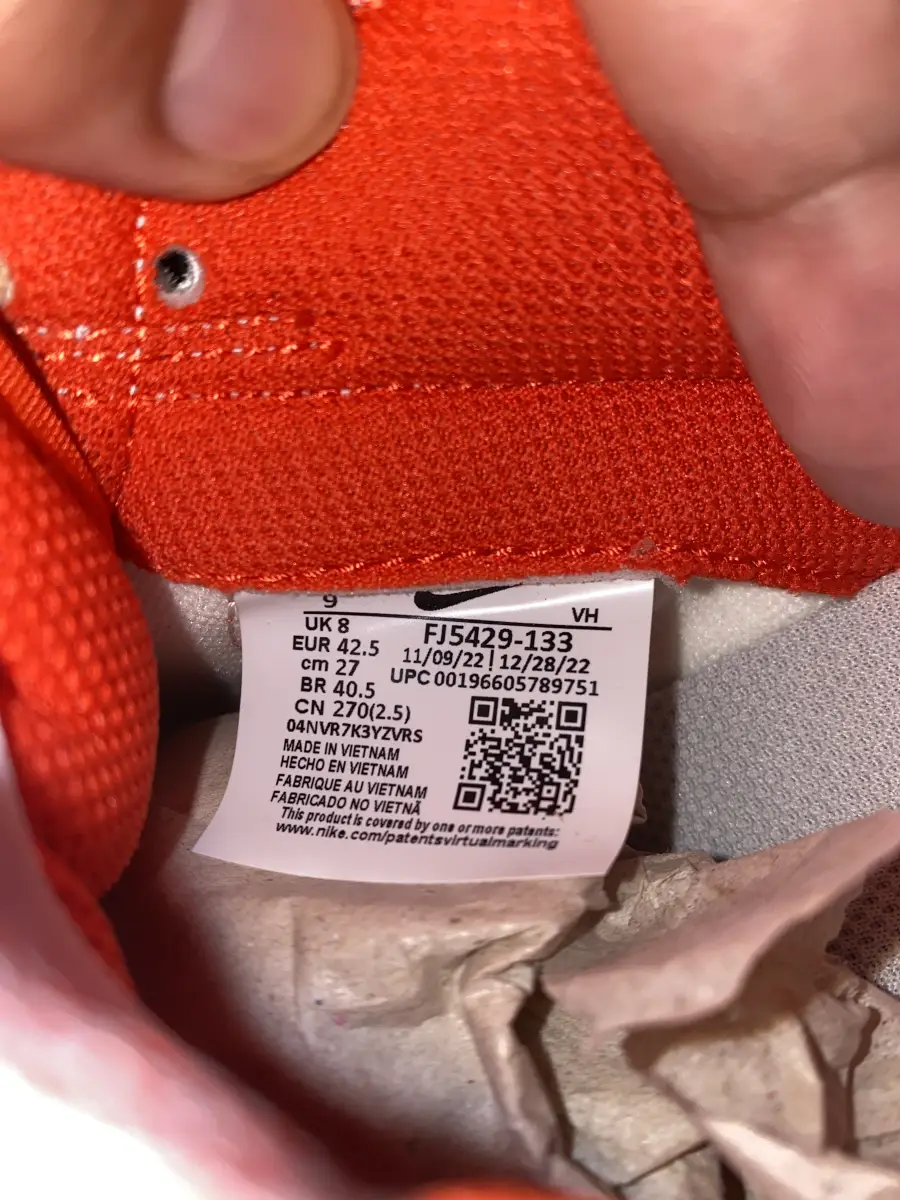 9
VH
UK 8
FJ5429-133
EUR 42.5
11/09/22 | 12/28/22
cm 27
UPC 00196605789751
BR 40.5
CN 270(2.5)
04NVR7K3YZVRS
MADE IN VIETNAM
HECHO EN VIETNAM
FABRIQUE AU VIETNAM
FABRICADO NO VIETNÃ
This product is covered by one or more patents:
www.nike.com/patentsvirtualmarking